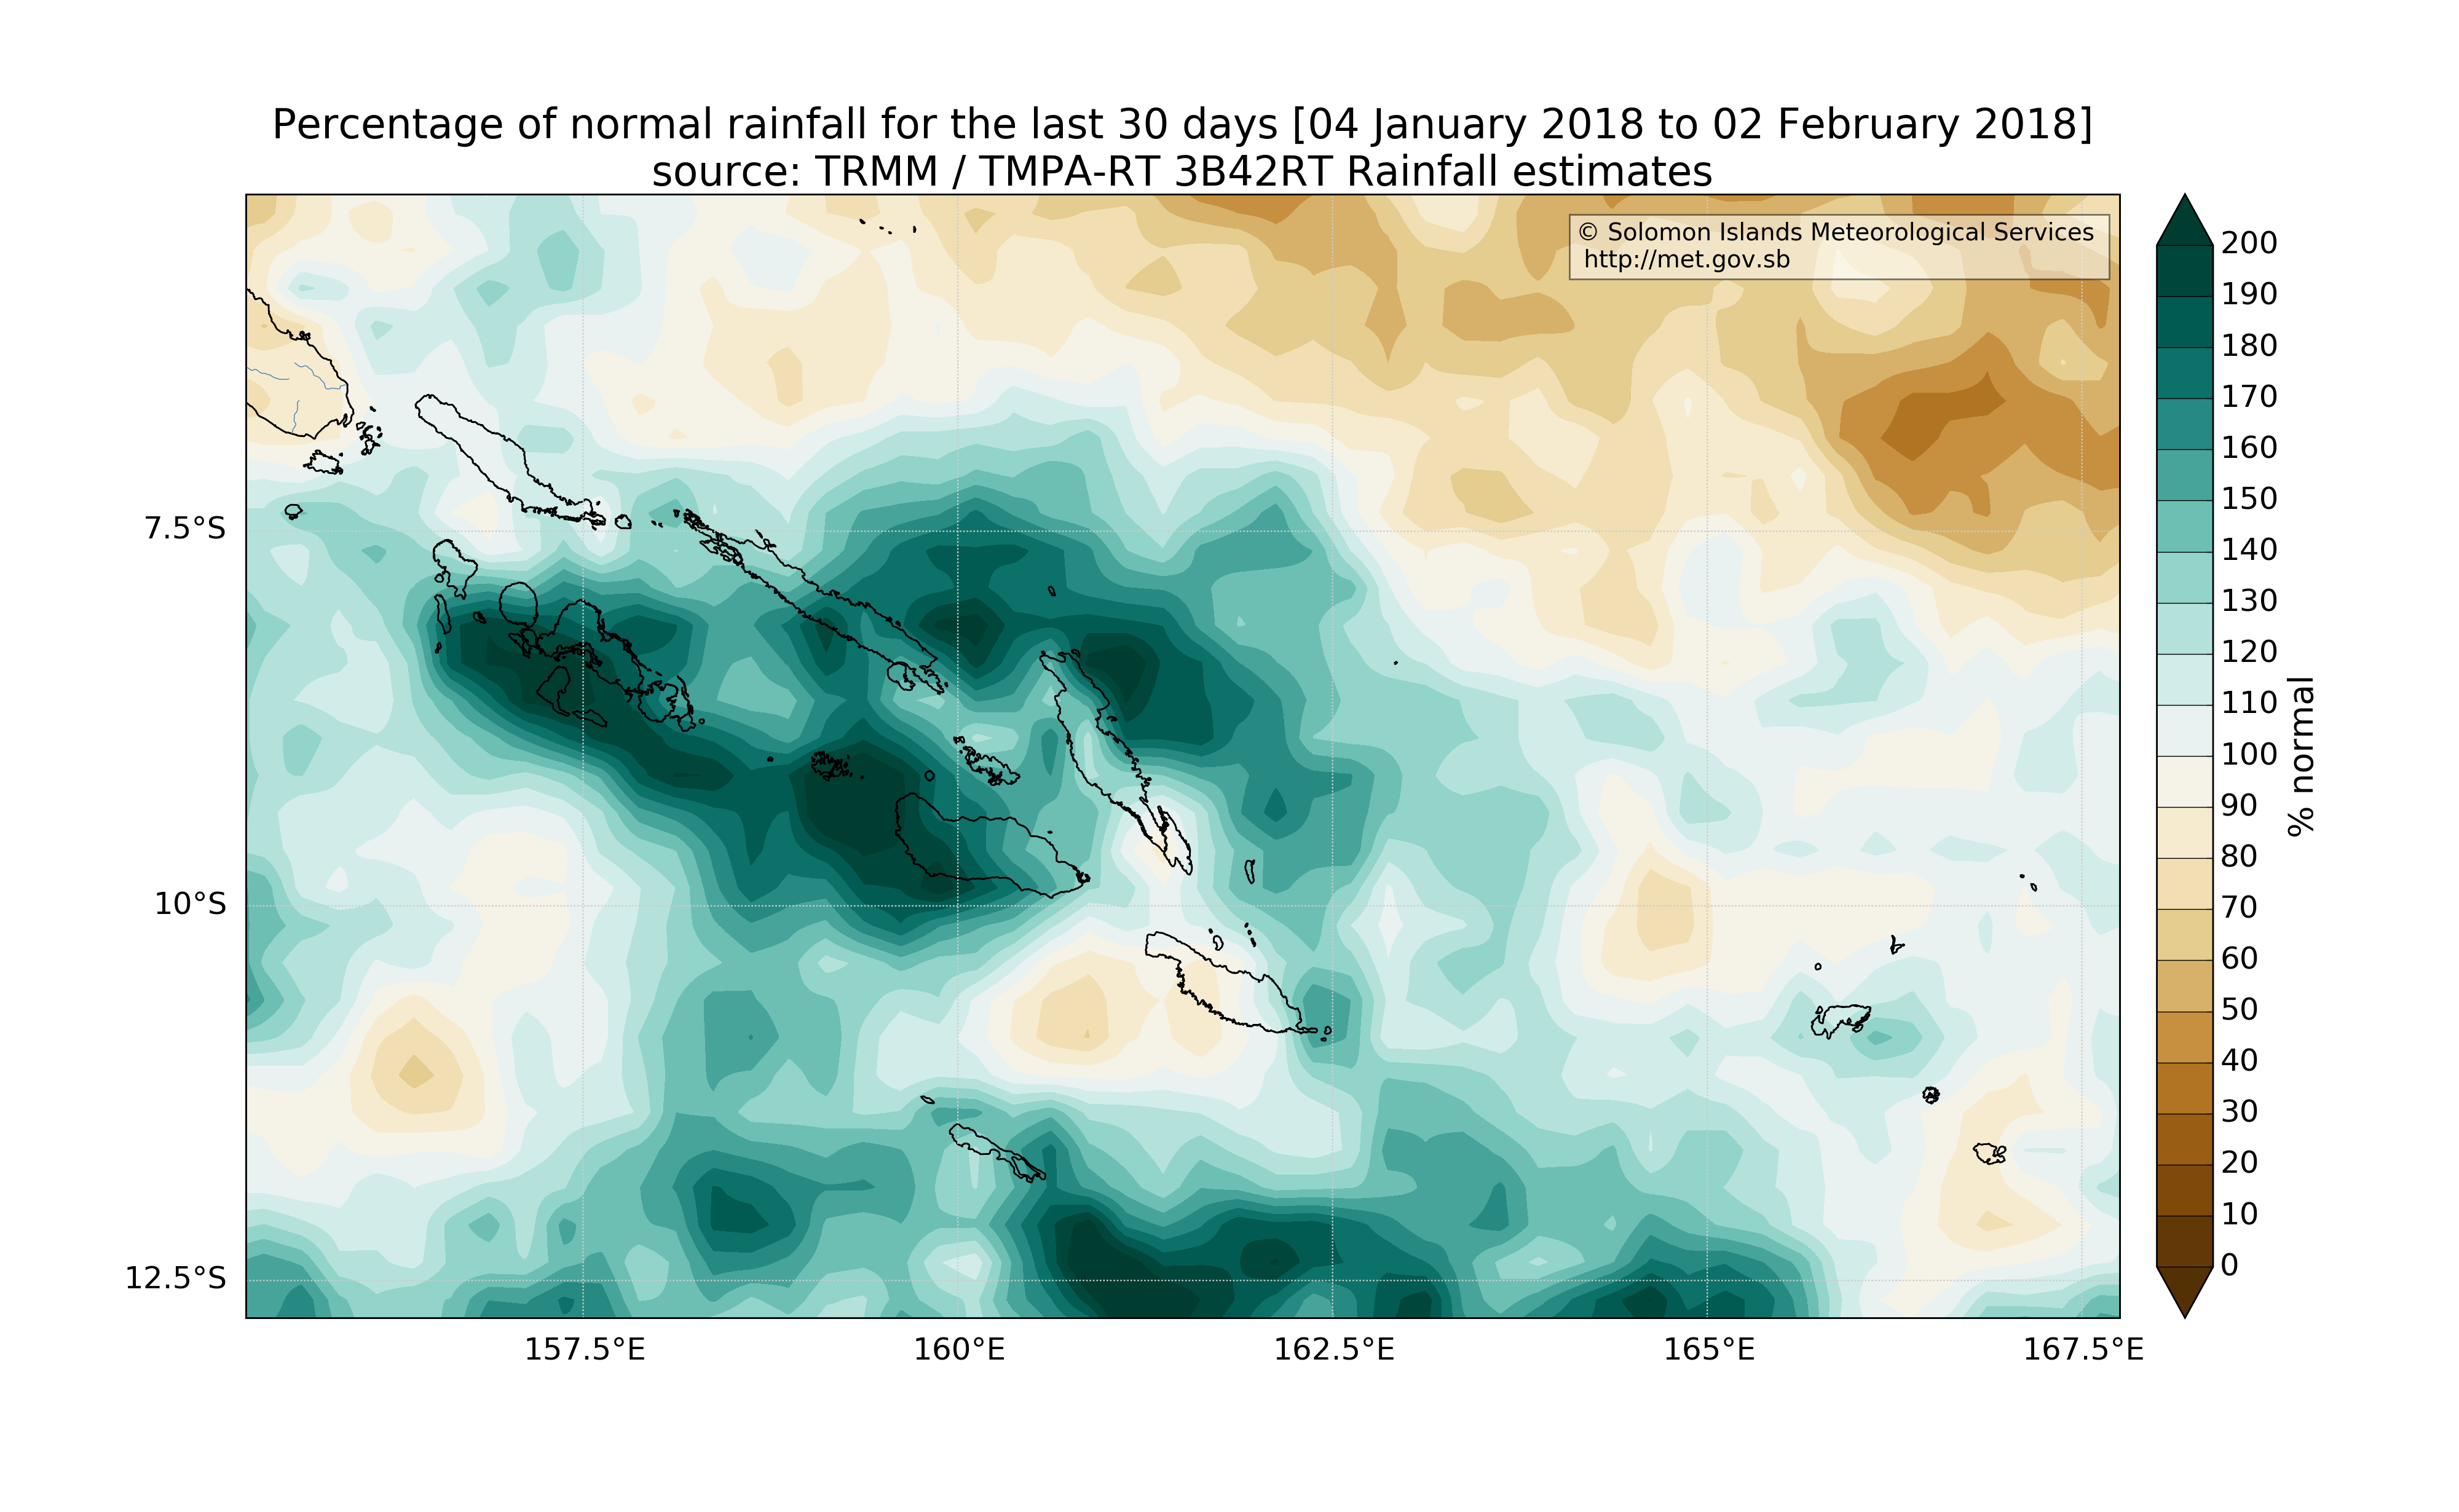 Percentage of normal rainfall for the last 30 days [04 January 2018 to 02 February 2018]
source: TRMM / TMPA-RT 3B42RT Rainfall estimates
© Solomon Islands Meteorological Services
http://met.gov.sb
7.5°S
10°S
12.5°S
157.5°E
160°E
162.5°E
165°E
167.5°E
200
190
180
170
160
150
140
130
120
110
100
90
80
70
60
50
40
30
20
10
0
% normal